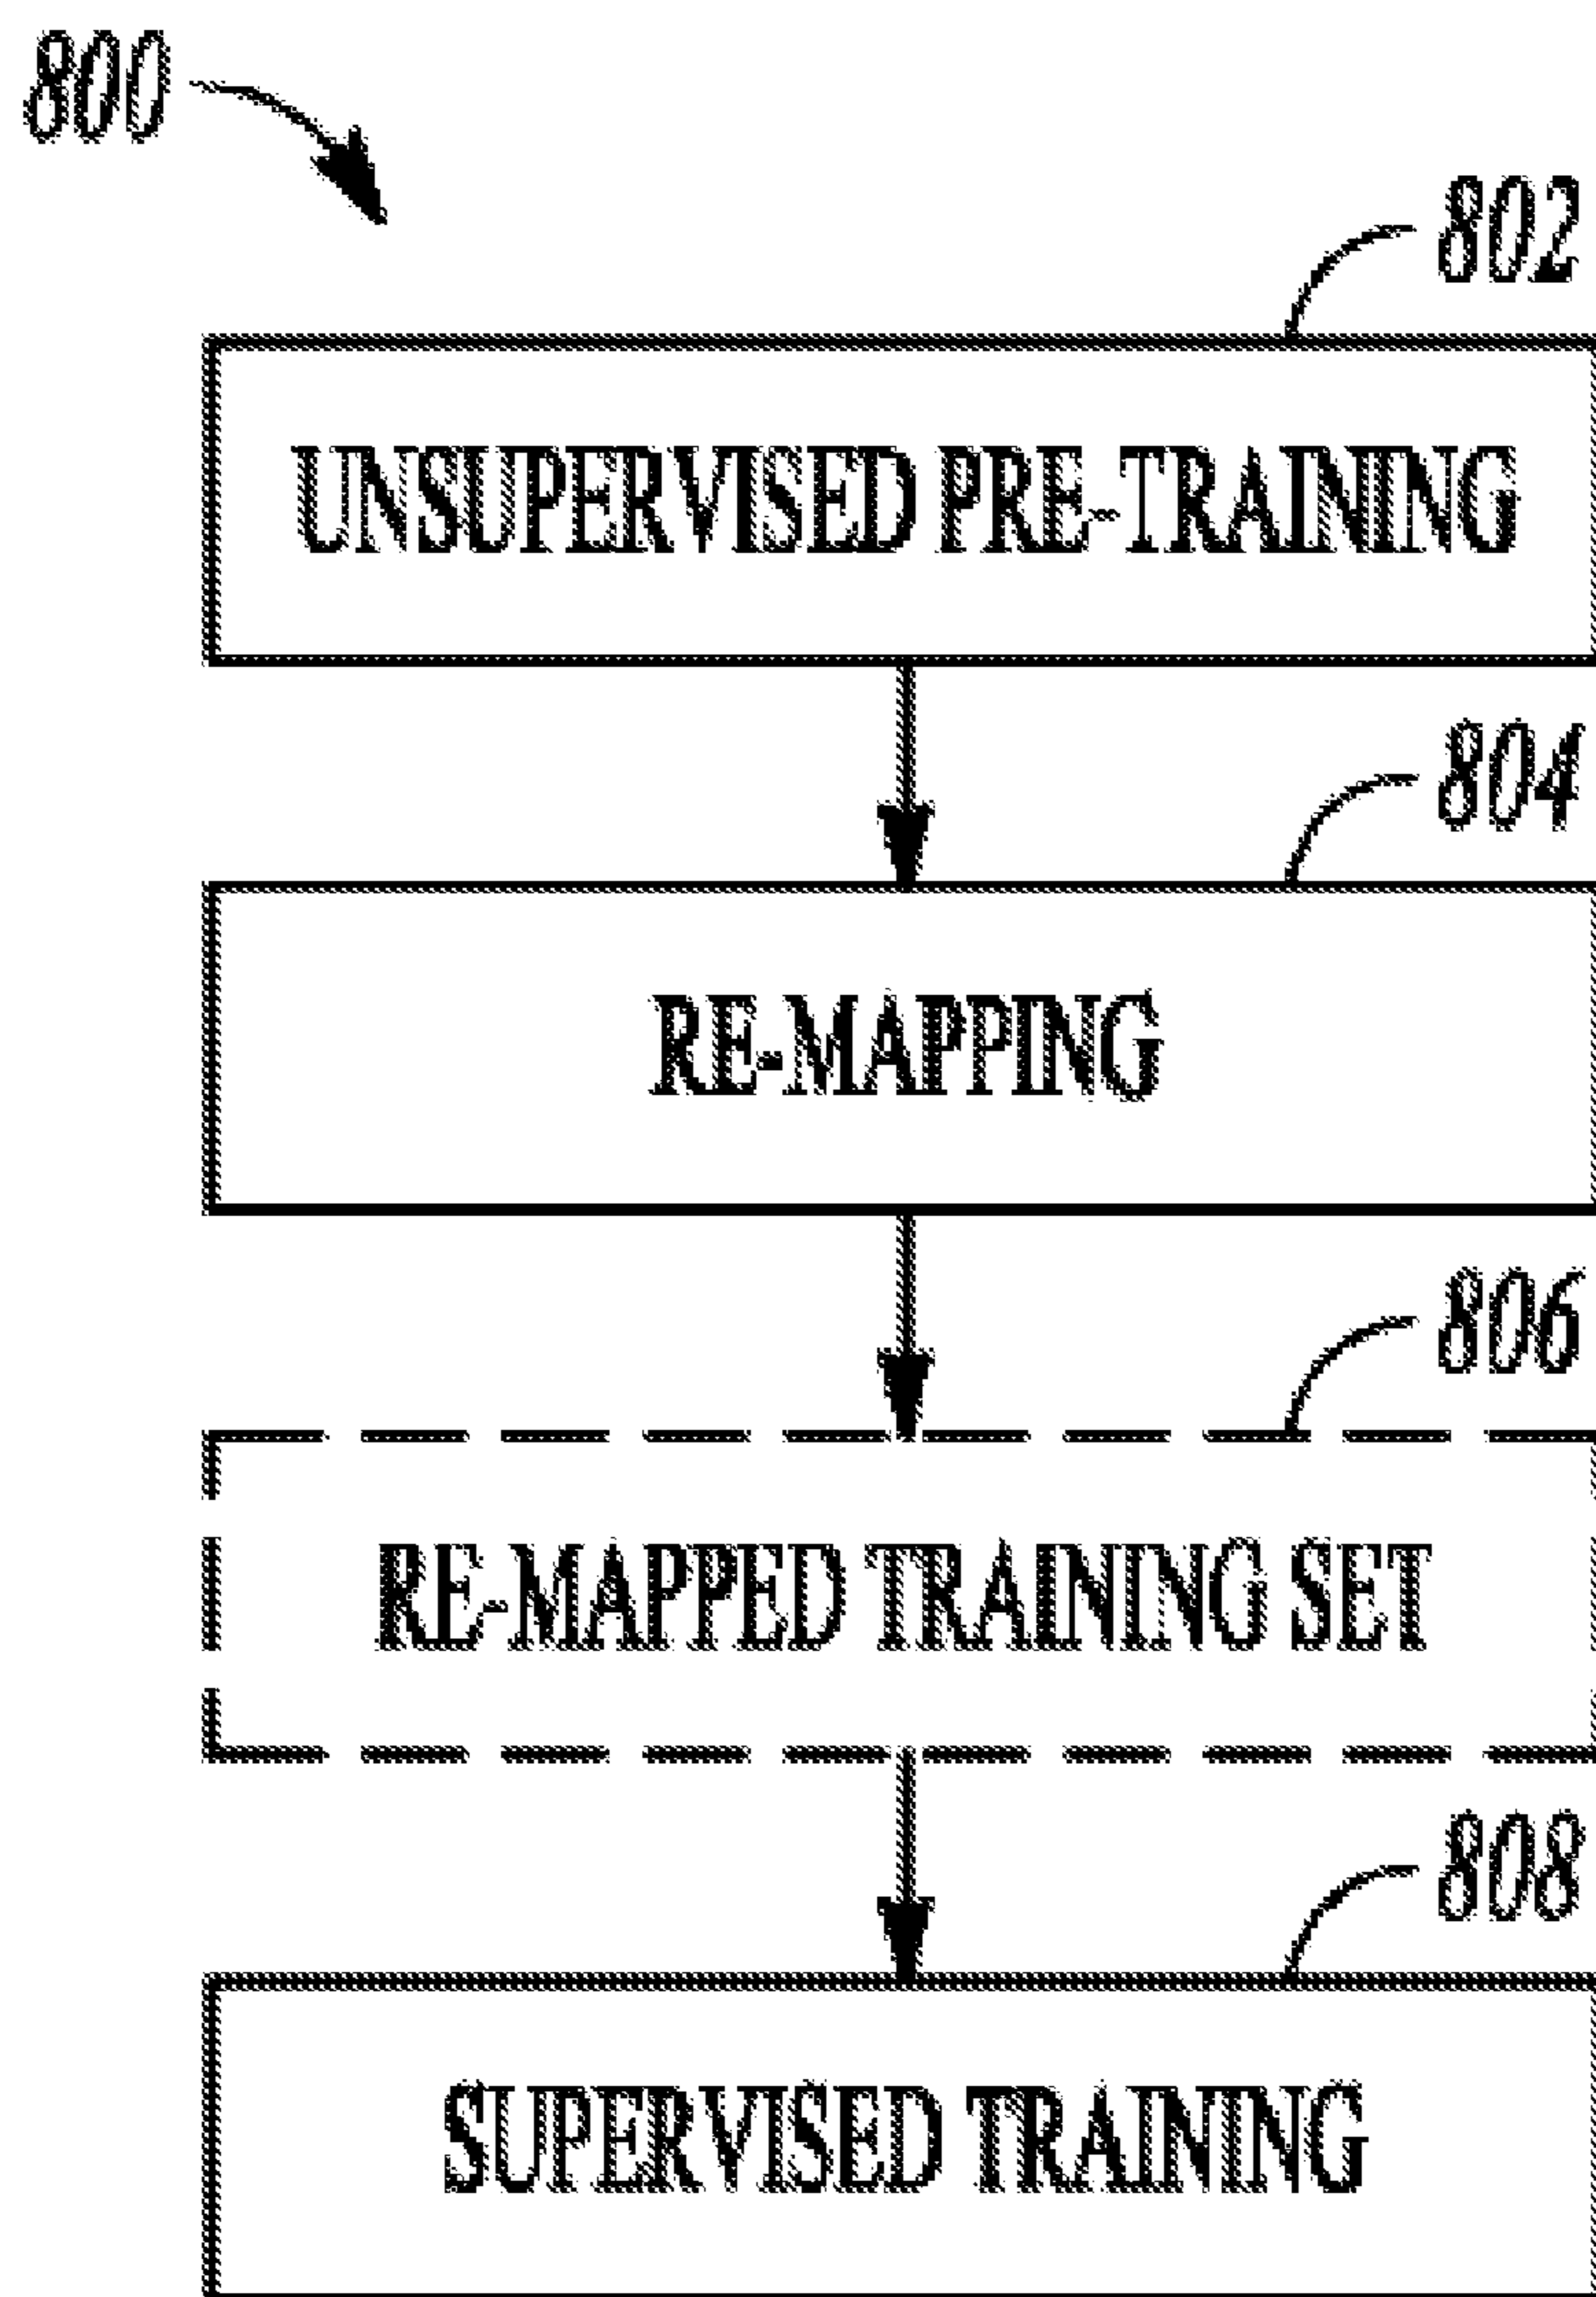 800
802
UNSUPERVISED PRE-TRAINING
804
RE-MAPPING
806
RE-MAPPED TRAINING SET
808
SUPERVISED TRAINING